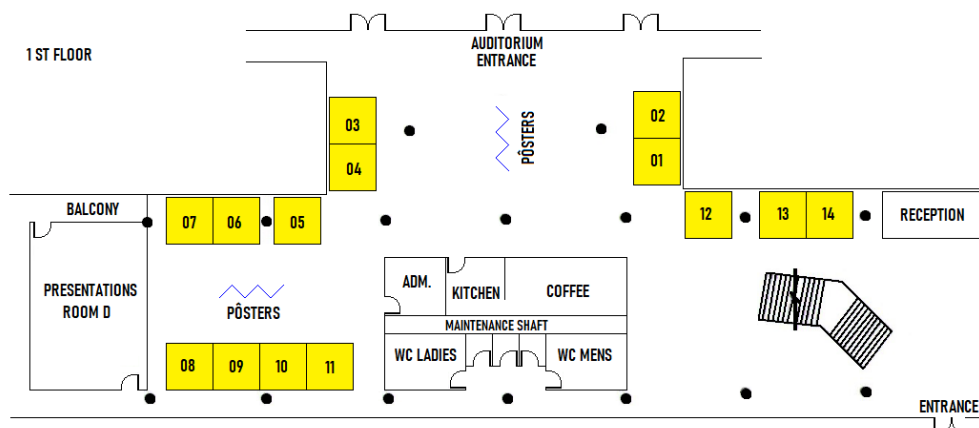 1 ST FLOOR
AUDITORIUM
ENTRANCE
03
04
PÔSTERS
02
01
BALCONY
07
06
05
12
13
14
RECEPTION
PRESENTATIONS
ROOM D
PÔSTERS
ADM.
KITCHEN
COFFEE
MAINTENANCE SHAFT
WC LADIES
WC MENS
08
09
10
11
ENTRANCE